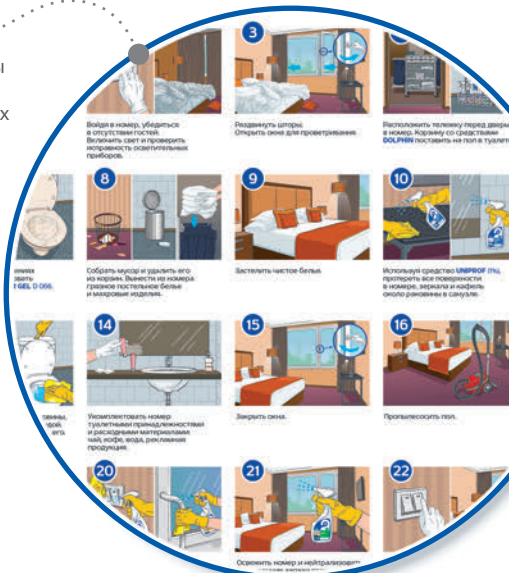 ы
х
3
Войдя в номер, убедиться
в отсутствии гостей.
Включить свет и проверить
исправность осветительных
приборов.
Раздвинуть шторы.
Открыть окна для проветривания.
Расположить тележку перед дверью
в номер. Корзину со средствами
DOLPHIN поставить на пол в туалете
8
9
10
GEL D 066.
Собрать мусор и удалить его
из корзин. Вынести из номера
грязное постельное белье
и махровые изделия.
Застелить чистое белье.
Используя средство UNIPROF
протереть все поверхности
в номере, зеркала и кафель
около раковины в санузле.
14
15
16
его
Укомплектовать номер
туалетными принадлежностями
и расходными материалами:
чай, кофе, вода, рекламная
продукция.
Закрыть окна.
Пропылесосить пол.
20
21
22
Освежить номер и нейтрализовать